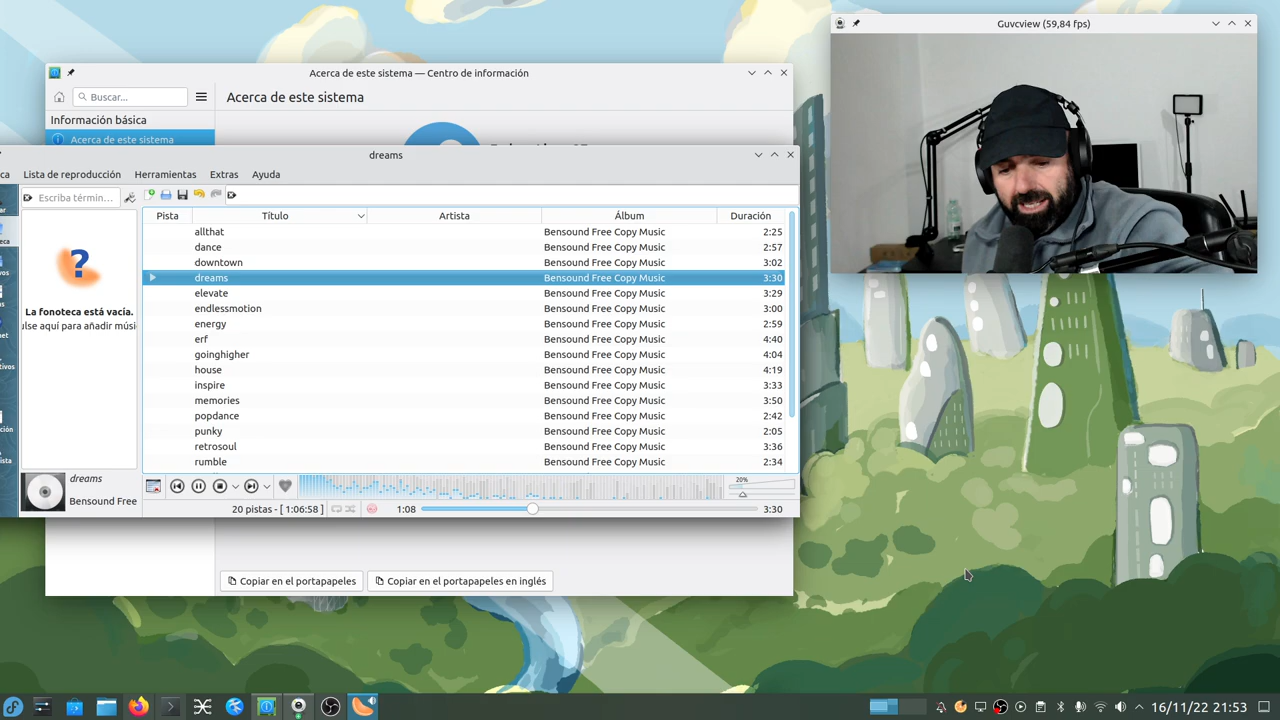 Guvcview (59,84 fps)
Acerca de este sistema — Centro de información
Buscar...
Acerca de este sistema
Información básica
Acerca de este sistema
dreams
Lista de reproducción Herramientas Extras Ayuda
Escriba términ...
Pista Título Artista Álbum Duración
allthat Bensound Free Copy Music 2:25
dance Bensound Free Copy Music 2:57
downtown Bensound Free Copy Music 3:02
dreams Bensound Free Copy Music 3:30
elevate Bensound Free Copy Music 3:29
endlessmotion Bensound Free Copy Music 3:00
energy Bensound Free Copy Music 2:59
erf Bensound Free Copy Music 4:40
goinghigher Bensound Free Copy Music 4:04
house Bensound Free Copy Music 4:19
inspire Bensound Free Copy Music 3:33
memories Bensound Free Copy Music 3:50
popdance Bensound Free Copy Music 2:42
punky Bensound Free Copy Music 2:05
retrosoul Bensound Free Copy Music 3:36
rumble Bensound Free Copy Music 2:34
La fonoteca está vacía.
ulse aquí para añadir músi
dreams
Bensound Free
20%
20 pistas - [ 1:06:58 ] 1:08 3:30
Copiar en el portapapeles Copiar en el portapapeles en inglés
16/11/22 21:53